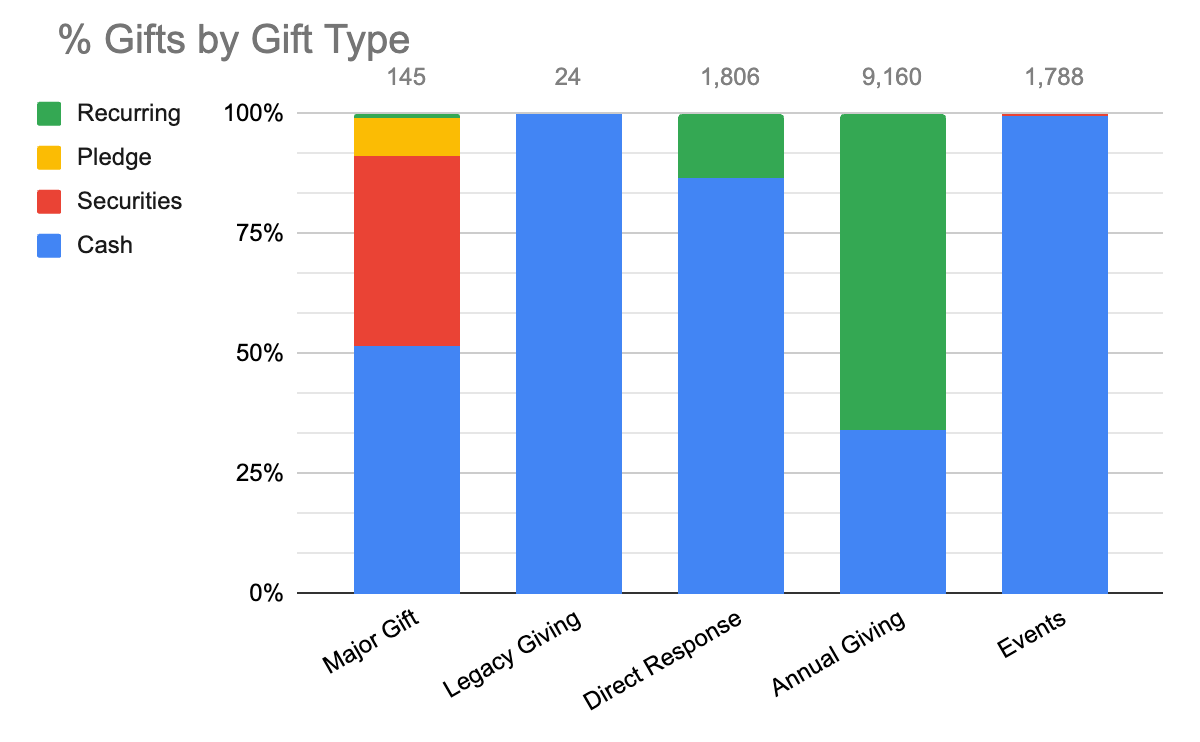 % Gifts by Gift Type
145 24 1,806 9,160 1,788
Recurring
Pledge
Securities
Cash
100%
75%
50%
25%
0%
Major Gift
Legacy Giving
Direct Response
Annual Giving
Events